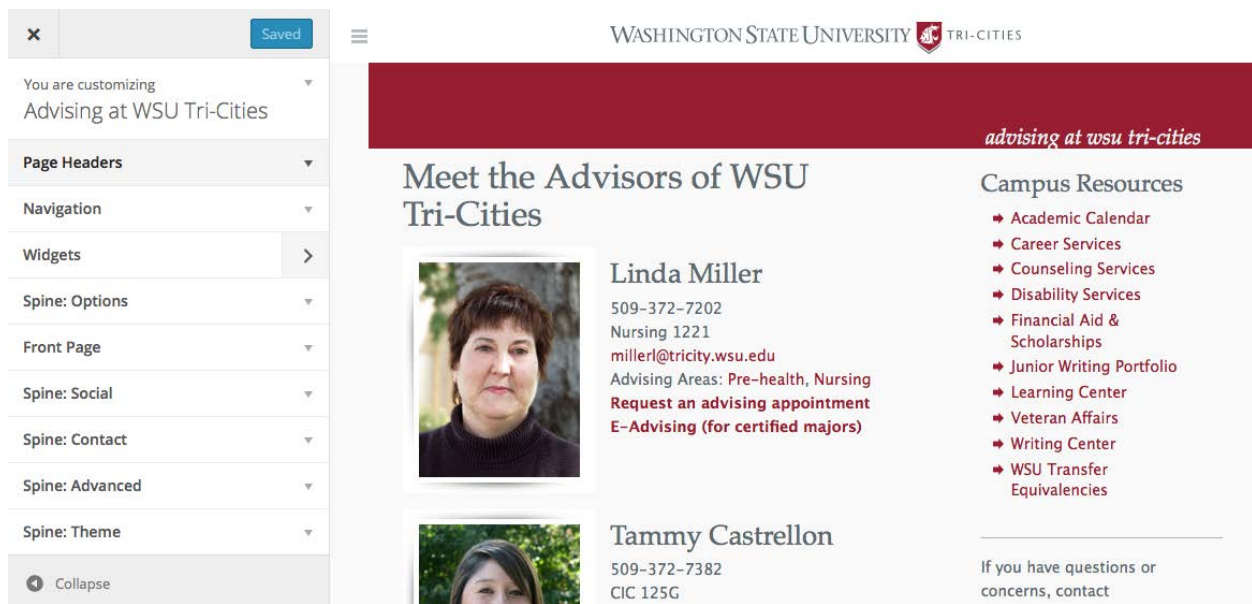 Saved
You are customizing
Advising at WSU Tri-Cities
Page Headers
Navigation
Widgets
Spine: Options
Front Page
Spine: Social
Spine: Contact
Spine: Advanced
Spine: Theme
Collapse
WASHINGTON STATE UNIVERSITY TRI-CITIES
advising at wsu tri-cities
Meet the Advisors of WSU
Tri-Cities
Linda Miller
509-372-7202
Nursing 1221
millerl@tricity.wsu.edu
Advising Areas: Pre-health, Nursing
Request an advising appointment
E-Advising (for certified majors)
Tammy Castrellon
509-372-7382
CIC 125G
Campus Resources
Academic Calendar
Career Services
Counseling Services
Disability Services
Financial Aid &
Scholarships
Junior Writing Portfolio
Learning Center
Veteran Affairs
Writing Center
WSU Transfer
Equivalencies
If you have questions or
concerns, contact